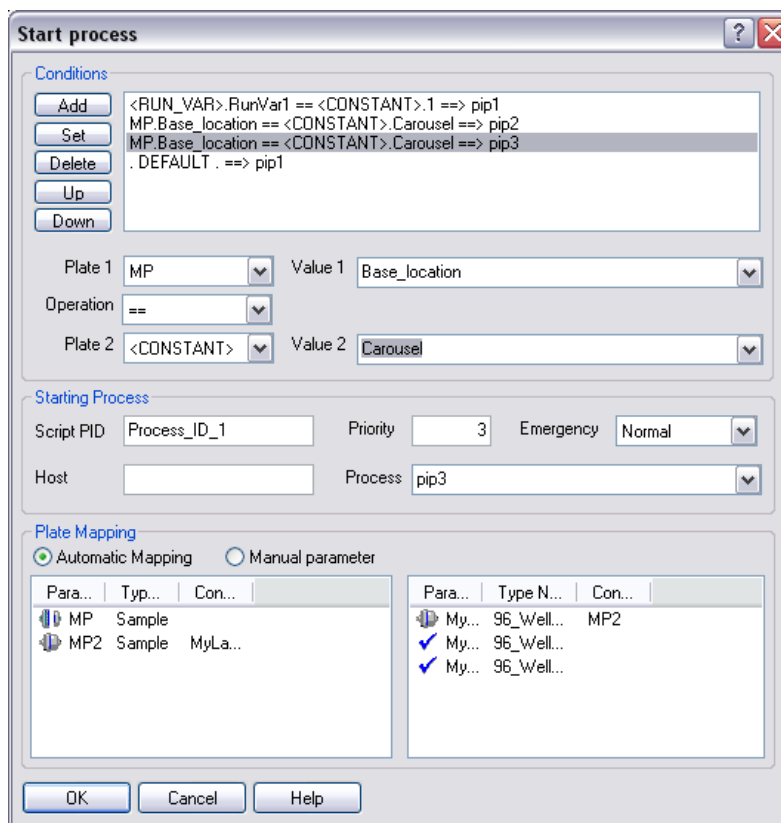 Start process
Conditions
Add
Set
Delete
Up
Down
<RUN_VAR>.RunVar1 == <CONSTANT>.1 ==> pip1
MP.Base_location == <CONSTANT>.Carousel ==> pip2
MP.Base_location == <CONSTANT>.Carousel ==> pip3
. DEFAULT . ==> pip1
Plate 1 MP Value 1 Base_location
Operation ==
Plate 2 <CONSTANT> Value 2 Carousel
Starting Process
Script PID Process_ID_1 Priority 3 Emergency Normal
Host Process pip3
Plate Mapping
Automatic Mapping Manual parameter
Para... Typ... Con...
MP Sample
MP2 Sample MyLa...
Para... Type N... Con...
My... 96_Well... MP2
My... 96_Well...
My... 96_Well...
OK Cancel Help